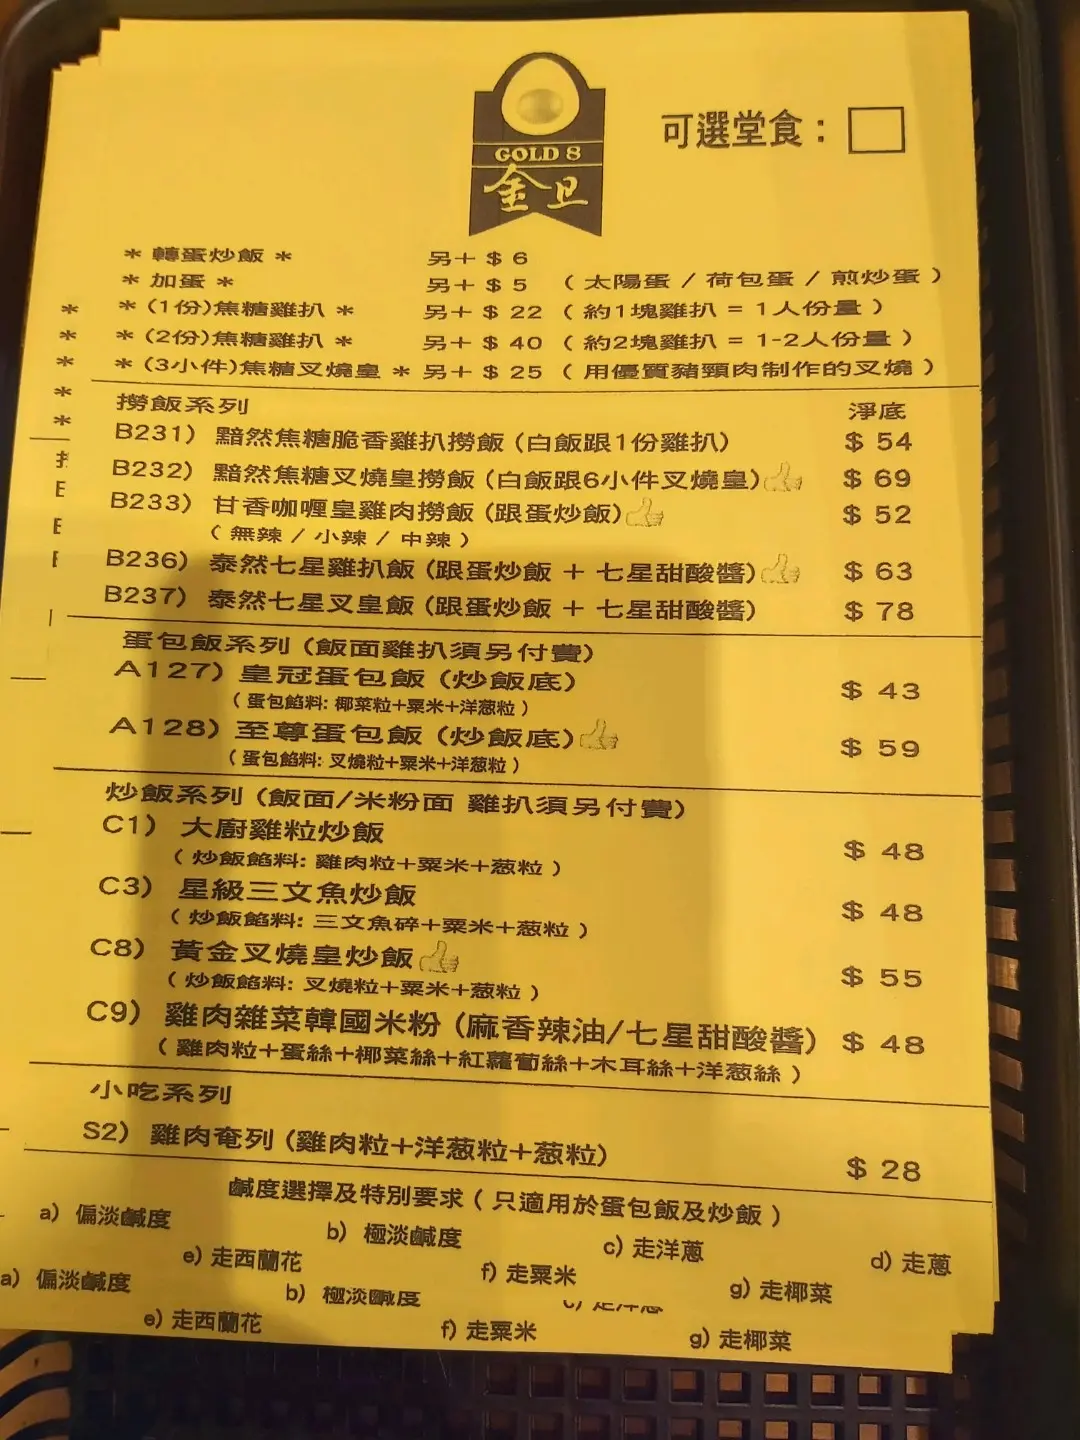 GOLD 8
金旦
可選堂食：
* 轉蛋炒飯 * 另＋ $ 6
* 加蛋 * 另＋ $ 5 ( 太陽蛋 / 荷包蛋 / 煎炒蛋 )
* (1份)焦糖雞扒 * 另＋ $ 22 ( 約1塊雞扒 = 1人份量 )
* (2份)焦糖雞扒 * 另＋ $ 40 ( 約2塊雞扒 = 1-2人份量 )
* (3小件)焦糖叉燒皇 * 另＋ $ 25 ( 用優質豬頸肉制作的叉燒 )
撈飯系列 淨底
B231) 黯然焦糖脆香雞扒撈飯 (白飯跟1份雞扒) $ 54
B232) 黯然焦糖叉燒皇撈飯 (白飯跟6小件叉燒皇) $ 69
B233) 甘香咖喱皇雞肉撈飯 (跟蛋炒飯) $ 52
( 無辣 / 小辣 / 中辣 )
B236) 泰然七星雞扒飯 (跟蛋炒飯 + 七星甜酸醬) $ 63
B237) 泰然七星叉皇飯 (跟蛋炒飯 + 七星甜酸醬) $ 78
蛋包飯系列 (飯面雞扒須另付費)
A127) 皇冠蛋包飯 (炒飯底) $ 43
( 蛋包餡料: 椰菜粒+粟米+洋葱粒 )
A128) 至尊蛋包飯 (炒飯底) $ 59
( 蛋包餡料: 叉燒粒+粟米+洋葱粒 )
炒飯系列 (飯面/米粉面 雞扒須另付費)
C1) 大廚雞粒炒飯 $ 48
( 炒飯餡料: 雞肉粒+粟米+葱粒 )
C3) 星級三文魚炒飯 $ 48
( 炒飯餡料: 三文魚碎+粟米+葱粒 )
C8) 黃金叉燒皇炒飯 $ 55
( 炒飯餡料: 叉燒粒+粟米+葱粒 )
C9) 雞肉雜菜韓國米粉 (麻香辣油/七星甜酸醬) $ 48
( 雞肉粒+蛋絲+椰菜絲+紅蘿蔔絲+木耳絲+洋葱絲 )
小吃系列
S2) 雞肉奄列 (雞肉粒+洋葱粒+葱粒) $ 28
鹹度選擇及特別要求 ( 只適用於蛋包飯及炒飯 )
a) 偏淡鹹度 b) 極淡鹹度 c) 走洋蔥 d) 走蔥
e) 走西蘭花 f) 走粟米 g) 走椰菜
a) 偏淡鹹度 b) 極淡鹹度
e) 走西蘭花 f) 走粟米 g) 走椰菜